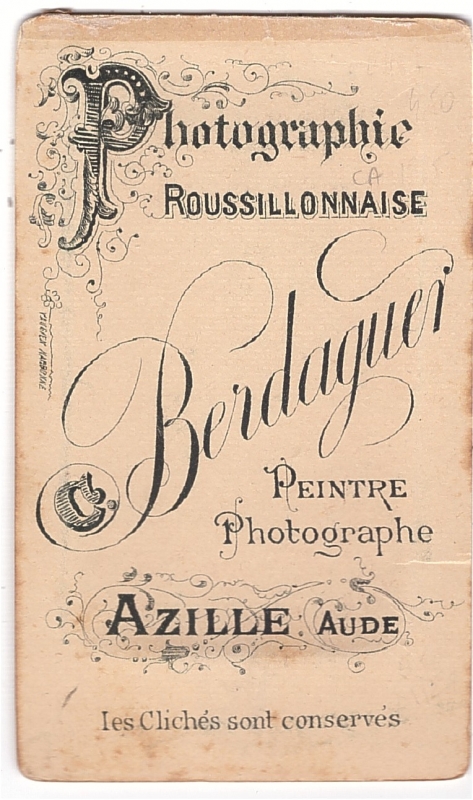 Photographie
ROUSSILLONNAISE
C. Berdaguer
PEINTRE
Photographe
AZILLE AUDE
les Clichés sont conservés
CA